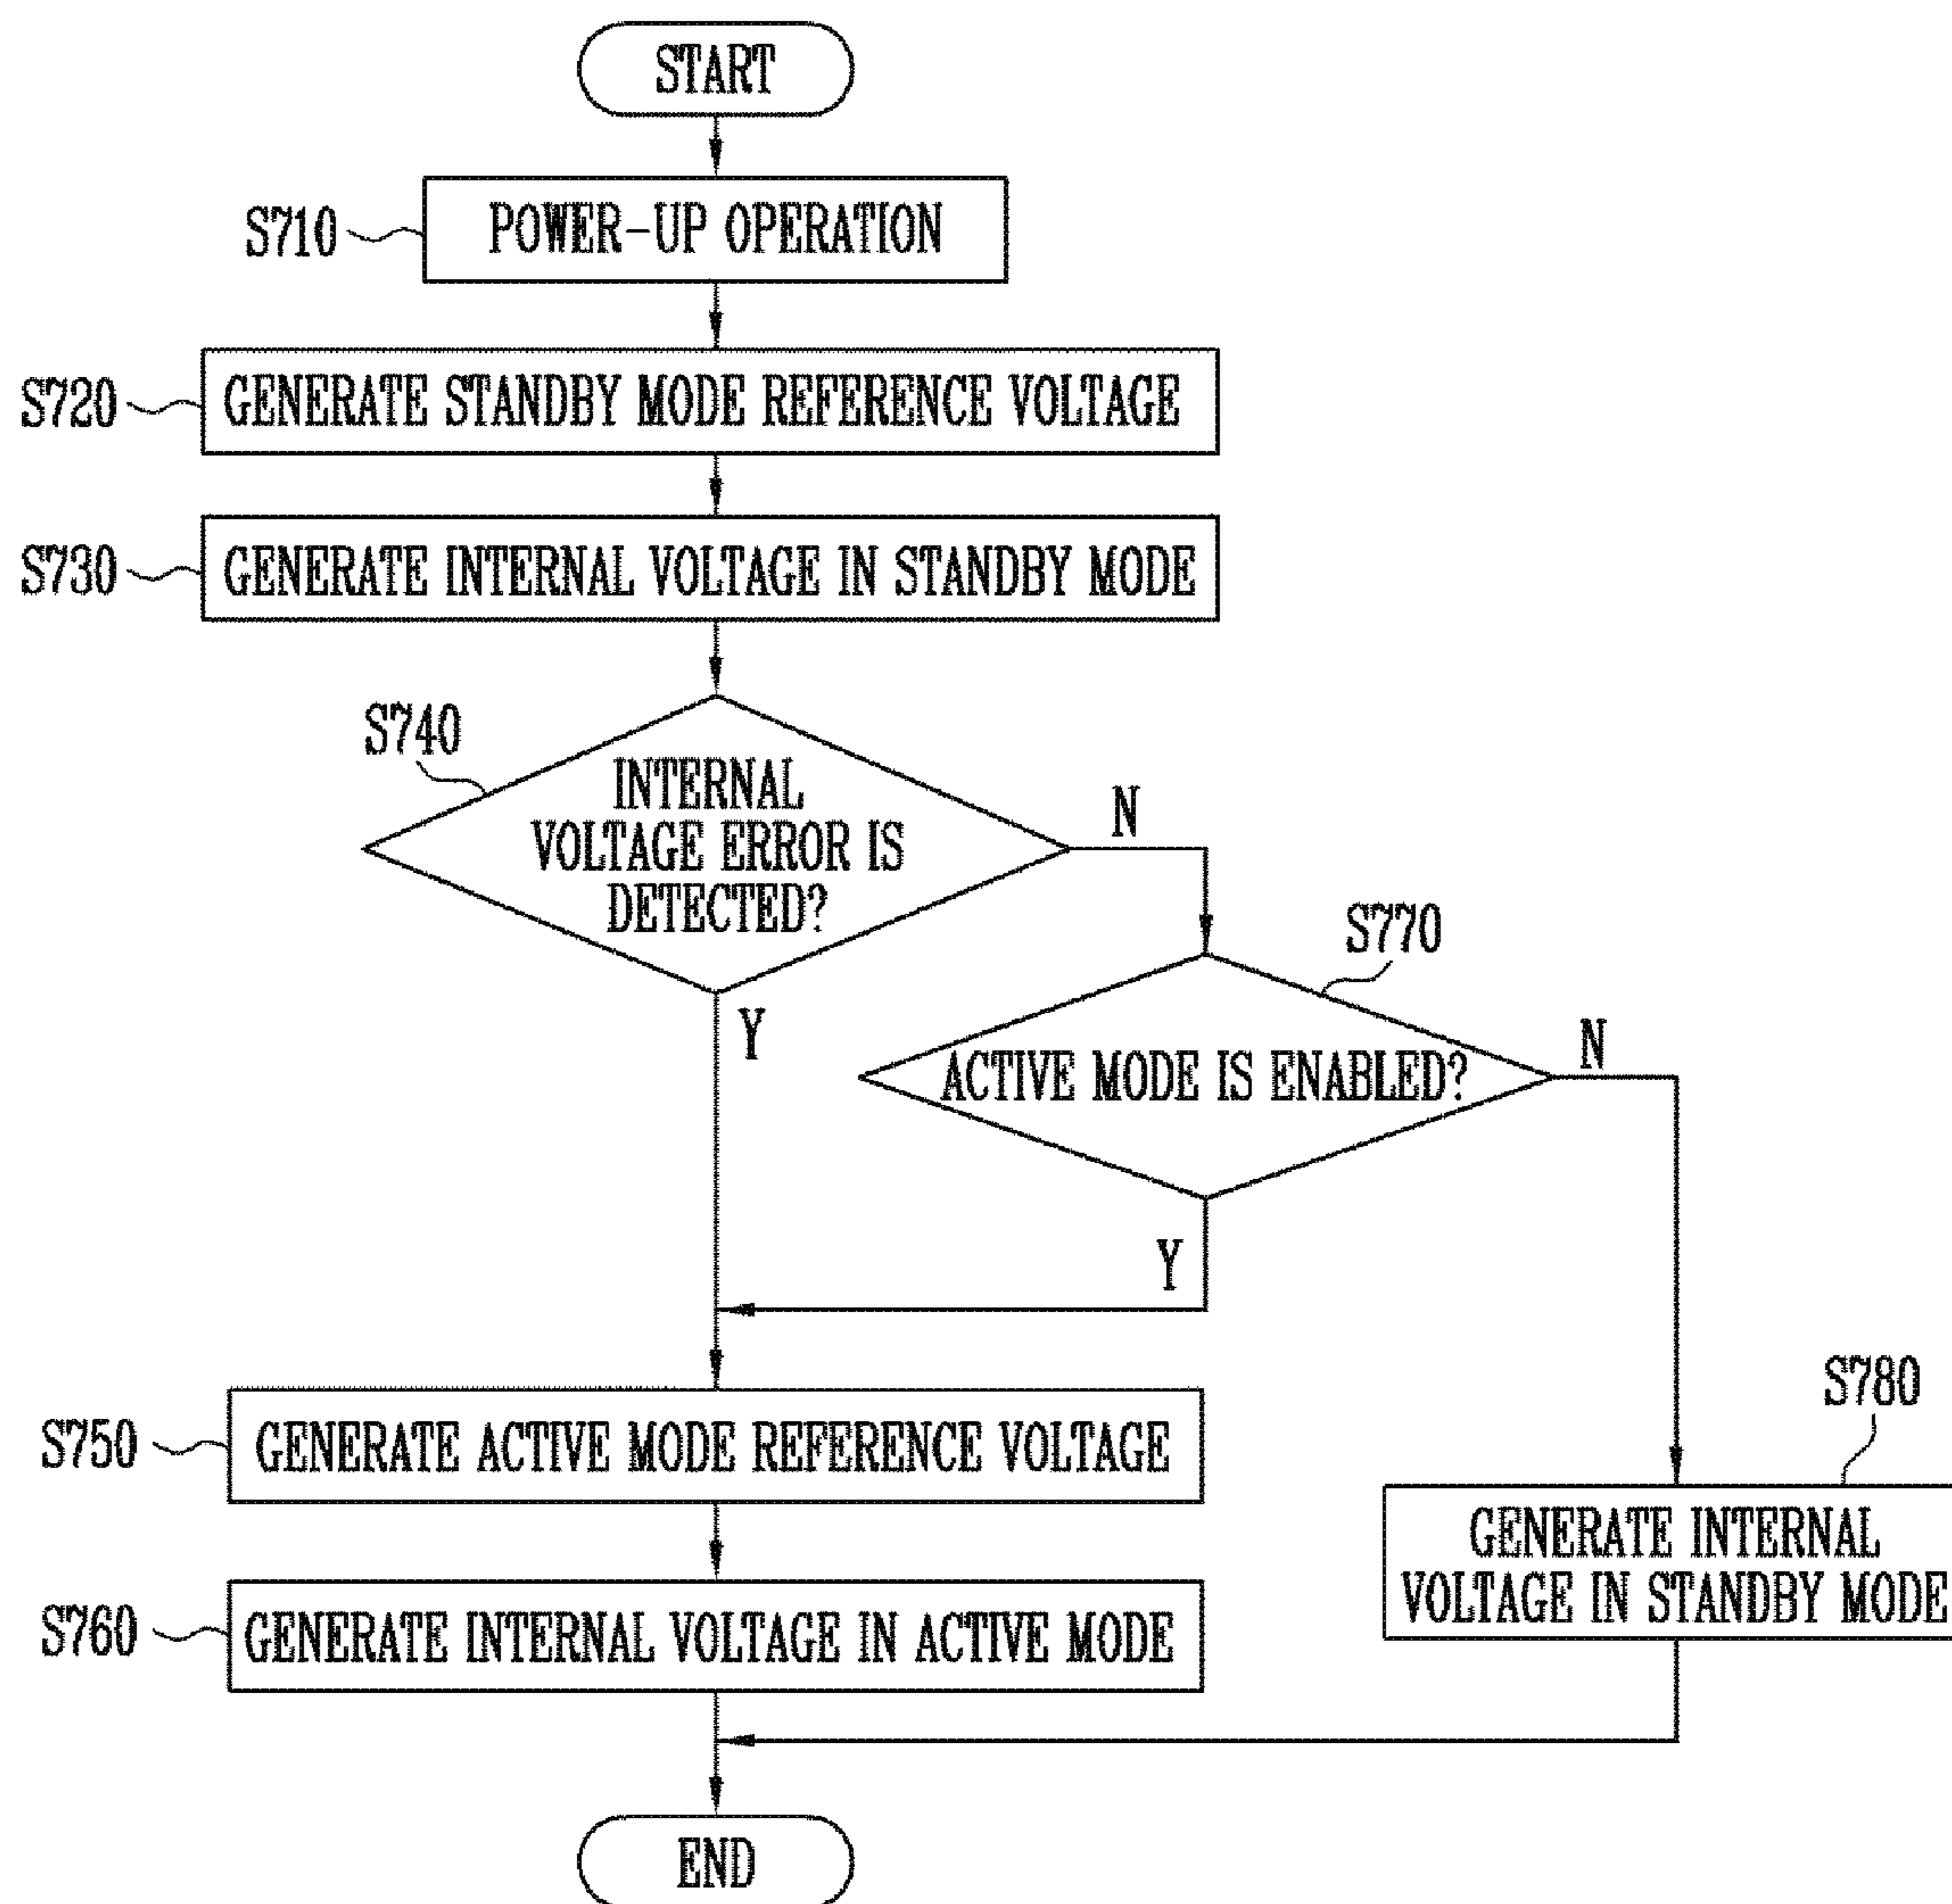 START
S710
POWER-UP OPERATION
S720
GENERATE STANDBY MODE REFERENCE VOLTAGE
S730
GENERATE INTERNAL VOLTAGE IN STANDBY MODE
S740
INTERNAL
VOLTAGE ERROR IS
DETECTED?
N
Y
S770
ACTIVE MODE IS ENABLED?
N
Y
S750
GENERATE ACTIVE MODE REFERENCE VOLTAGE
S760
GENERATE INTERNAL VOLTAGE IN ACTIVE MODE
S780
GENERATE INTERNAL
VOLTAGE IN STANDBY MODE
END